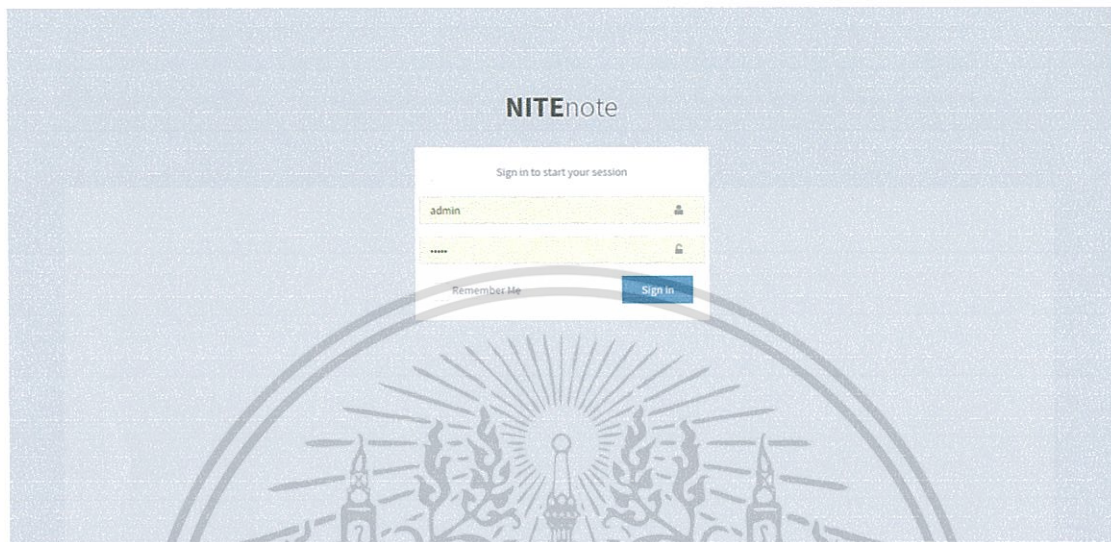 NITEnote
Sign in to start your session
admin
•••••
Remember Me
Sign In